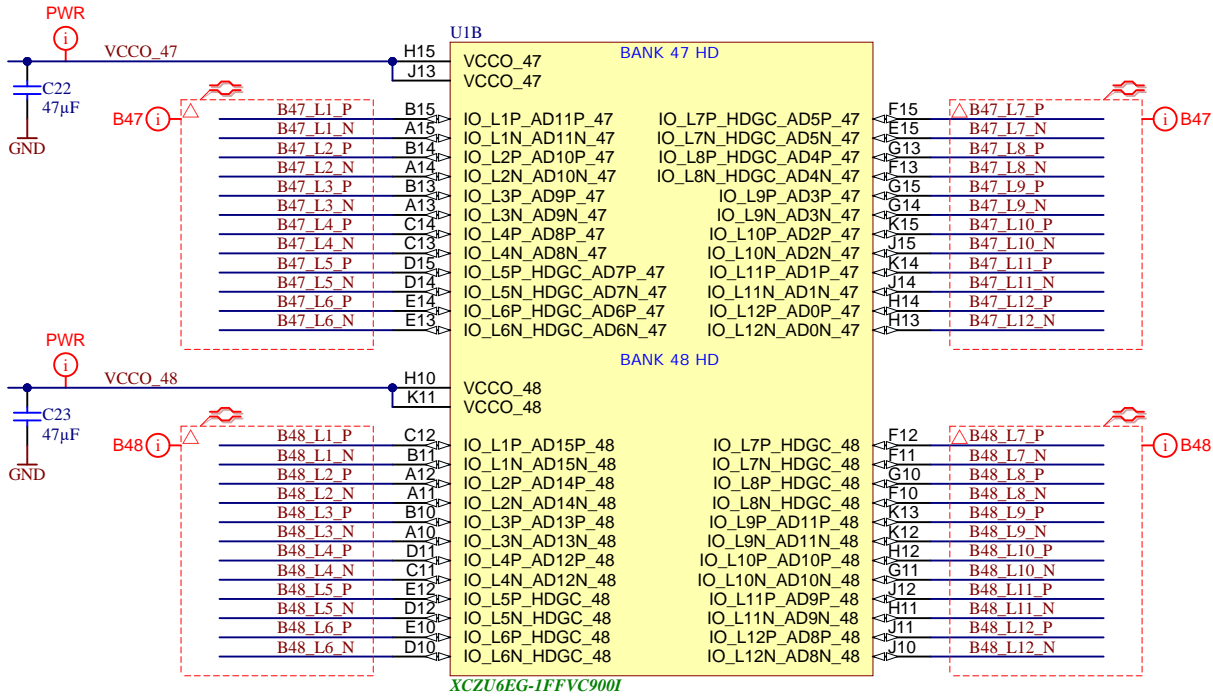 PWR
i
VCCO_47
U1B
BANK 47 HD
H15 VCCO_47
J13 VCCO_47
C22
47µF
GND
B47 i
B47_L1_P B15 IO_L1P_AD11P_47 IO_L7P_HDGC_AD5P_47 F15 B47_L7_P
i B47
B47_L1_N A15 IO_L1N_AD11N_47 IO_L7N_HDGC_AD5N_47 E15 B47_L7_N
B47_L2_P B14 IO_L2P_AD10P_47 IO_L8P_HDGC_AD4P_47 G13 B47_L8_P
B47_L2_N A14 IO_L2N_AD10N_47 IO_L8N_HDGC_AD4N_47 F13 B47_L8_N
B47_L3_P B13 IO_L3P_AD9P_47 IO_L9P_AD3P_47 G15 B47_L9_P
B47_L3_N A13 IO_L3N_AD9N_47 IO_L9N_AD3N_47 G14 B47_L9_N
B47_L4_P C14 IO_L4P_AD8P_47 IO_L10P_AD2P_47 K15 B47_L10_P
B47_L4_N C13 IO_L4N_AD8N_47 IO_L10N_AD2N_47 J15 B47_L10_N
B47_L5_P D15 IO_L5P_HDGC_AD7P_47 IO_L11P_AD1P_47 K14 B47_L11_P
B47_L5_N D14 IO_L5N_HDGC_AD7N_47 IO_L11N_AD1N_47 J14 B47_L11_N
B47_L6_P E14 IO_L6P_HDGC_AD6P_47 IO_L12P_AD0P_47 H14 B47_L12_P
B47_L6_N E13 IO_L6N_HDGC_AD6N_47 IO_L12N_AD0N_47 H13 B47_L12_N
PWR
i
VCCO_48
BANK 48 HD
H10 VCCO_48
K11 VCCO_48
C23
47µF
GND
B48 i
B48_L1_P C12 IO_L1P_AD15P_48 IO_L7P_HDGC_48 F12 B48_L7_P
i B48
B48_L1_N B11 IO_L1N_AD15N_48 IO_L7N_HDGC_48 F11 B48_L7_N
B48_L2_P A12 IO_L2P_AD14P_48 IO_L8P_HDGC_48 G10 B48_L8_P
B48_L2_N A11 IO_L2N_AD14N_48 IO_L8N_HDGC_48 F10 B48_L8_N
B48_L3_P B10 IO_L3P_AD13P_48 IO_L9P_AD11P_48 K13 B48_L9_P
B48_L3_N A10 IO_L3N_AD13N_48 IO_L9N_AD11N_48 K12 B48_L9_N
B48_L4_P D11 IO_L4P_AD12P_48 IO_L10P_AD10P_48 H12 B48_L10_P
B48_L4_N C11 IO_L4N_AD12N_48 IO_L10N_AD10N_48 G11 B48_L10_N
B48_L5_P E12 IO_L5P_HDGC_48 IO_L11P_AD9P_48 J12 B48_L11_P
B48_L5_N D12 IO_L5N_HDGC_48 IO_L11N_AD9N_48 H11 B48_L11_N
B48_L6_P E10 IO_L6P_HDGC_48 IO_L12P_AD8P_48 J11 B48_L12_P
B48_L6_N D10 IO_L6N_HDGC_48 IO_L12N_AD8N_48 J10 B48_L12_N
XCZU6EG-1FFVC900I